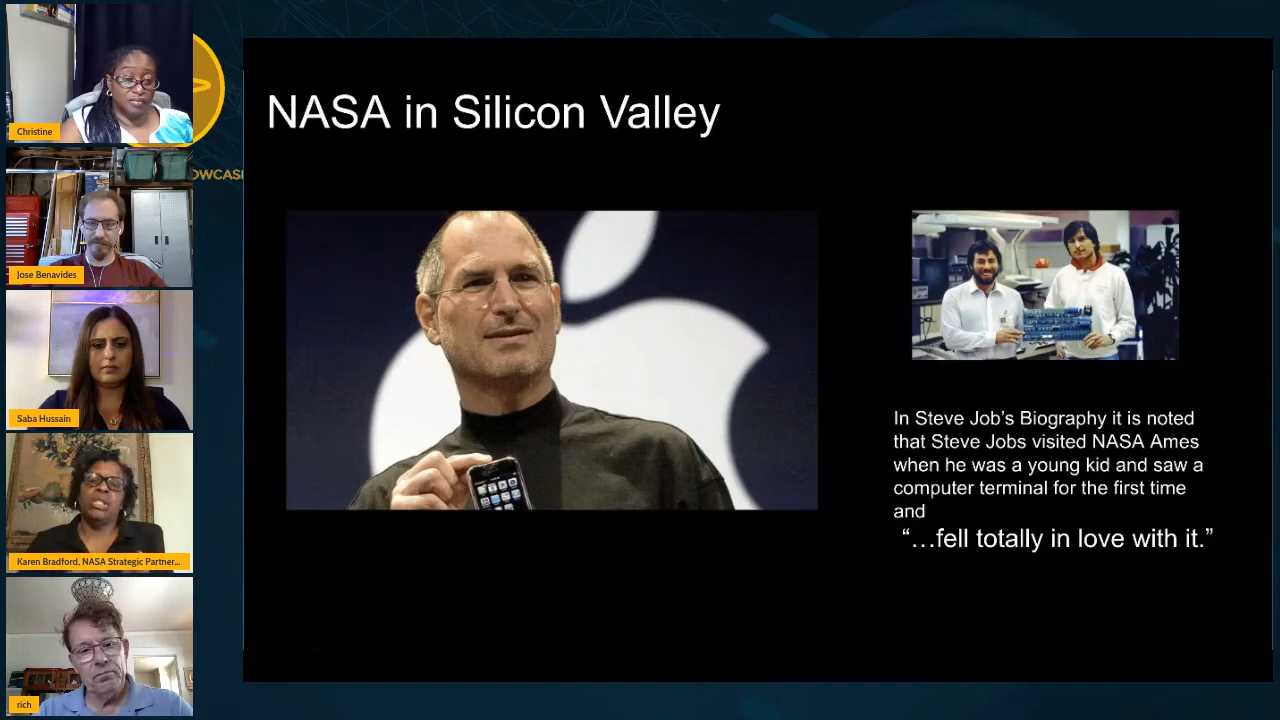 Christine
OWCAS
Jose Benavides
Saba Hussain
Karen Bradford, NASA Strategic Partner...
rich
NASA in Silicon Valley
In Steve Job's Biography it is noted
that Steve Jobs visited NASA Ames
when he was a young kid and saw a
computer terminal for the first time
and
“…fell totally in love with it.”